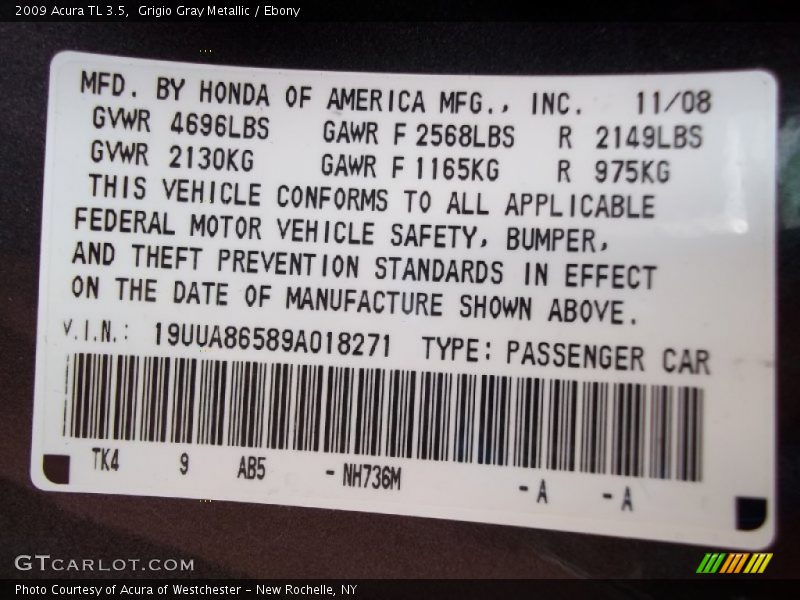 2009 Acura TL 3.5,  Grigio Gray Metallic / Ebony
MFD. BY HONDA OF AMERICA MFG., INC. 11/08
GVWR 4696LBS GAWR F 2568LBS R 2149LBS
GVWR 2130KG GAWR F 1165KG R 975KG
THIS VEHICLE CONFORMS TO ALL APPLICABLE
FEDERAL MOTOR VEHICLE SAFETY, BUMPER,
AND THEFT PREVENTION STANDARDS IN EFFECT
ON THE DATE OF MANUFACTURE SHOWN ABOVE.
V.I.N.: 19UUA86589A018271 TYPE: PASSENGER CAR
TK4 9 AB5 - NH736M - A - A
GTCARLOT.COM
Photo Courtesy of Acura of Westchester - New Rochelle, NY